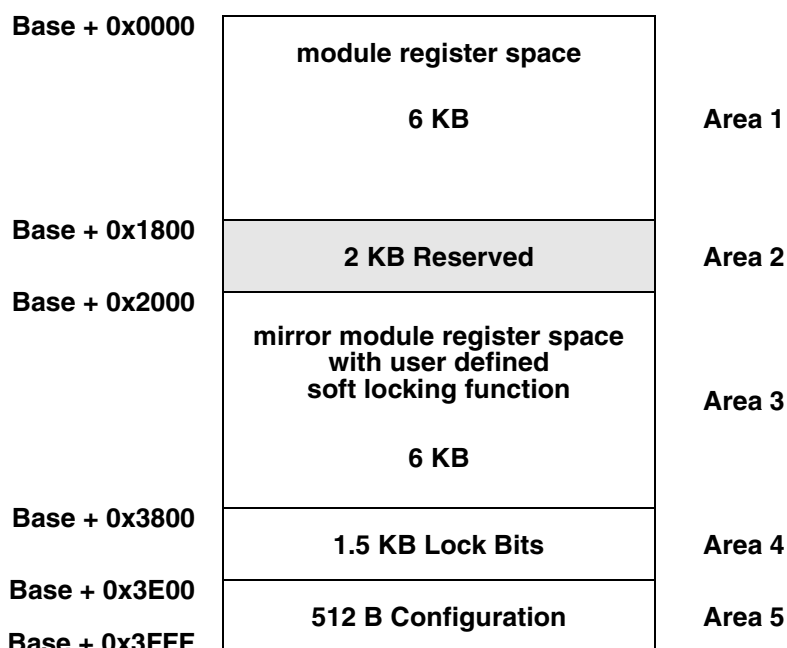 Base + 0x0000
module register space
6 KB
Area 1
Base + 0x1800
2 KB Reserved
Area 2
Base + 0x2000
mirror module register space
with user defined
soft locking function
Area 3
6 KB
Base + 0x3800
1.5 KB Lock Bits
Area 4
Base + 0x3E00
512 B Configuration
Area 5
Base + 0x3FFF